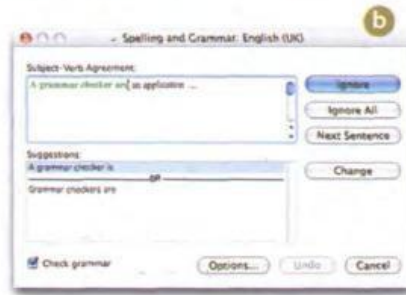 b
Spelling and Grammar: English (UK)
Subject-Verb Agreement:
A grammar checker are an application ...
Ignore
Ignore All
Next Sentence
Suggestions:
A grammar checker is
OR
Grammar checkers are
Change
Check grammar
Options...
Undo
Cancel